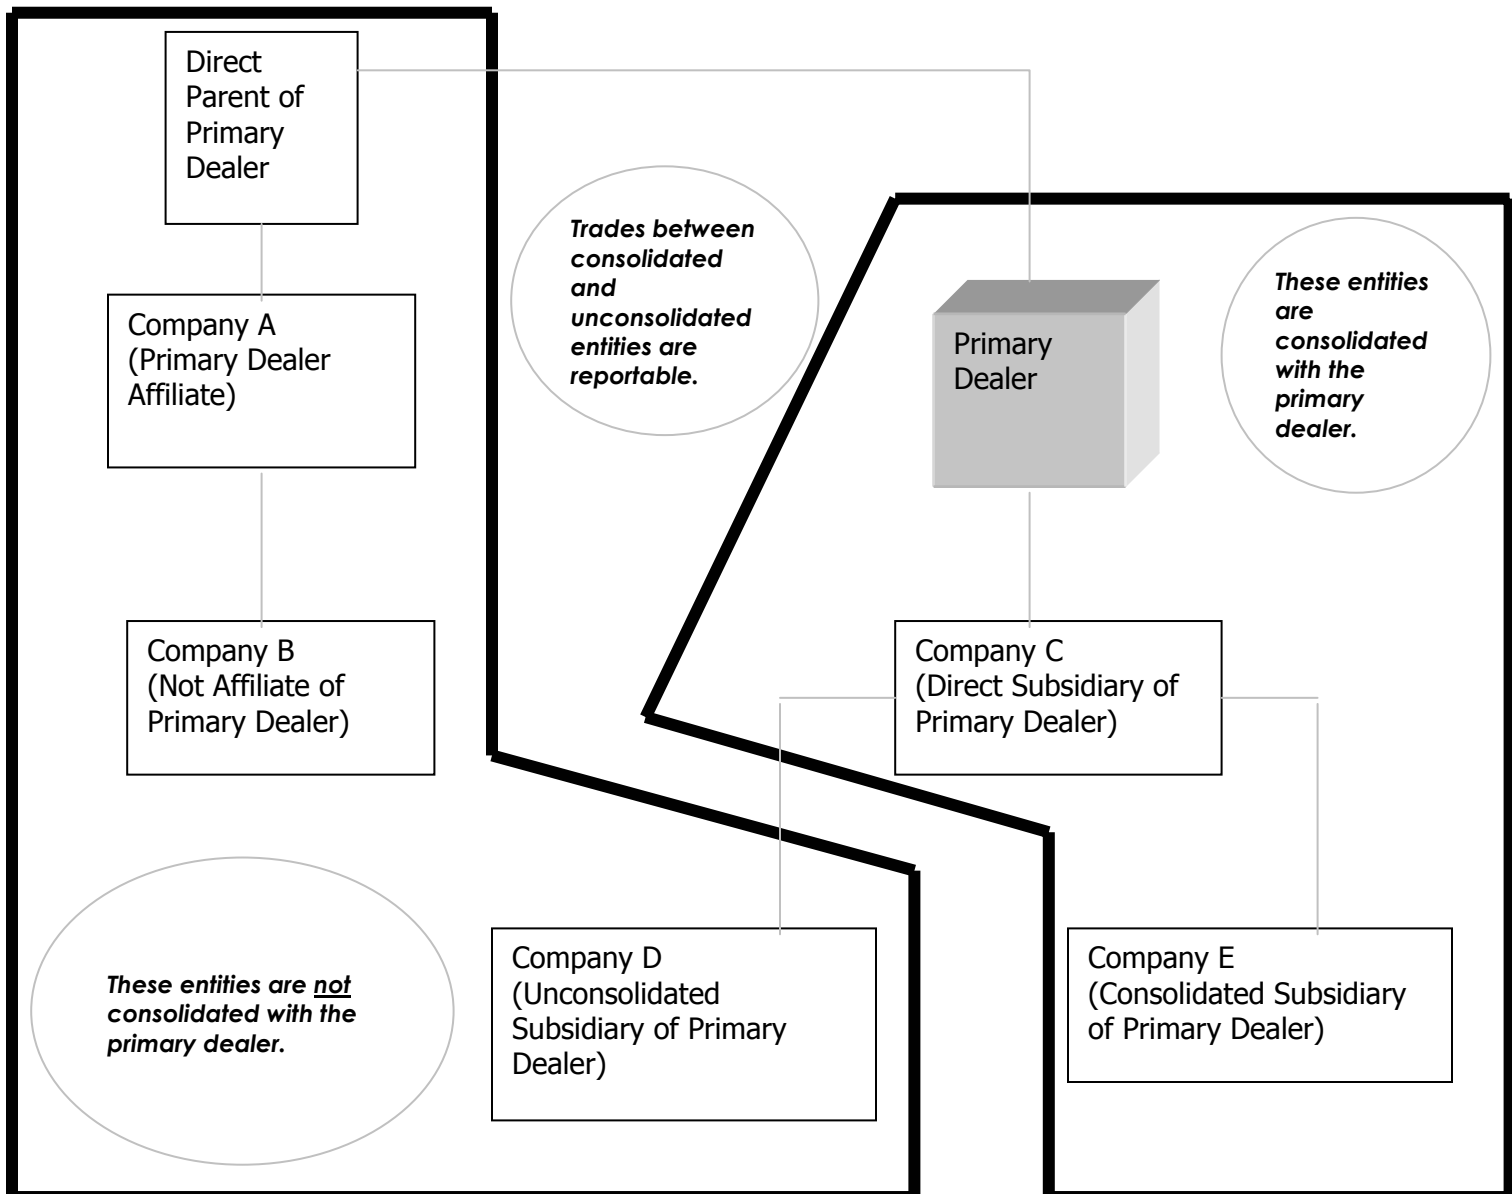 Direct
Parent of
Primary
Dealer
Trades between
consolidated
and
unconsolidated
entities are
reportable.
These entities
are
consolidated
with the
primary
dealer.
Company A
(Primary Dealer
Affiliate)
Primary
Dealer
Company B
(Not Affiliate of
Primary Dealer)
Company C
(Direct Subsidiary of
Primary Dealer)
These entities are not
consolidated with the
primary dealer.
Company D
(Unconsolidated
Subsidiary of Primary
Dealer)
Company E
(Consolidated Subsidiary
of Primary Dealer)